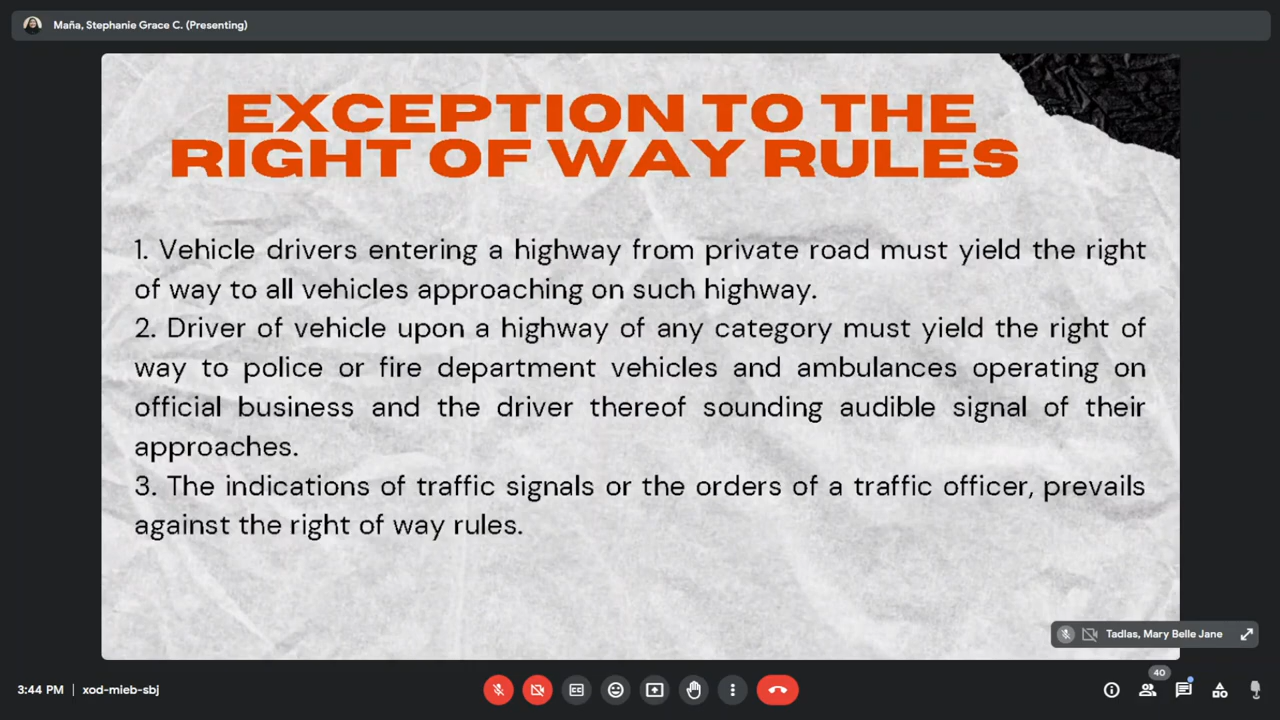 Maña, Stephanie Grace C. (Presenting)
EXCEPTION TO THE
RIGHT OF WAY RULES
1. Vehicle drivers entering a highway from private road must yield the right
of way to all vehicles approaching on such highway.
2. Driver of vehicle upon a highway of any category must yield the right of
way to police or fire department vehicles and ambulances operating on
official business and the driver thereof sounding audible signal of their
approaches.
3. The indications of traffic signals or the orders of a traffic officer, prevails
against the right of way rules.
Tadlas, Mary Belle Jane
3:44 PM | xod-mieb-sbj
CC
40